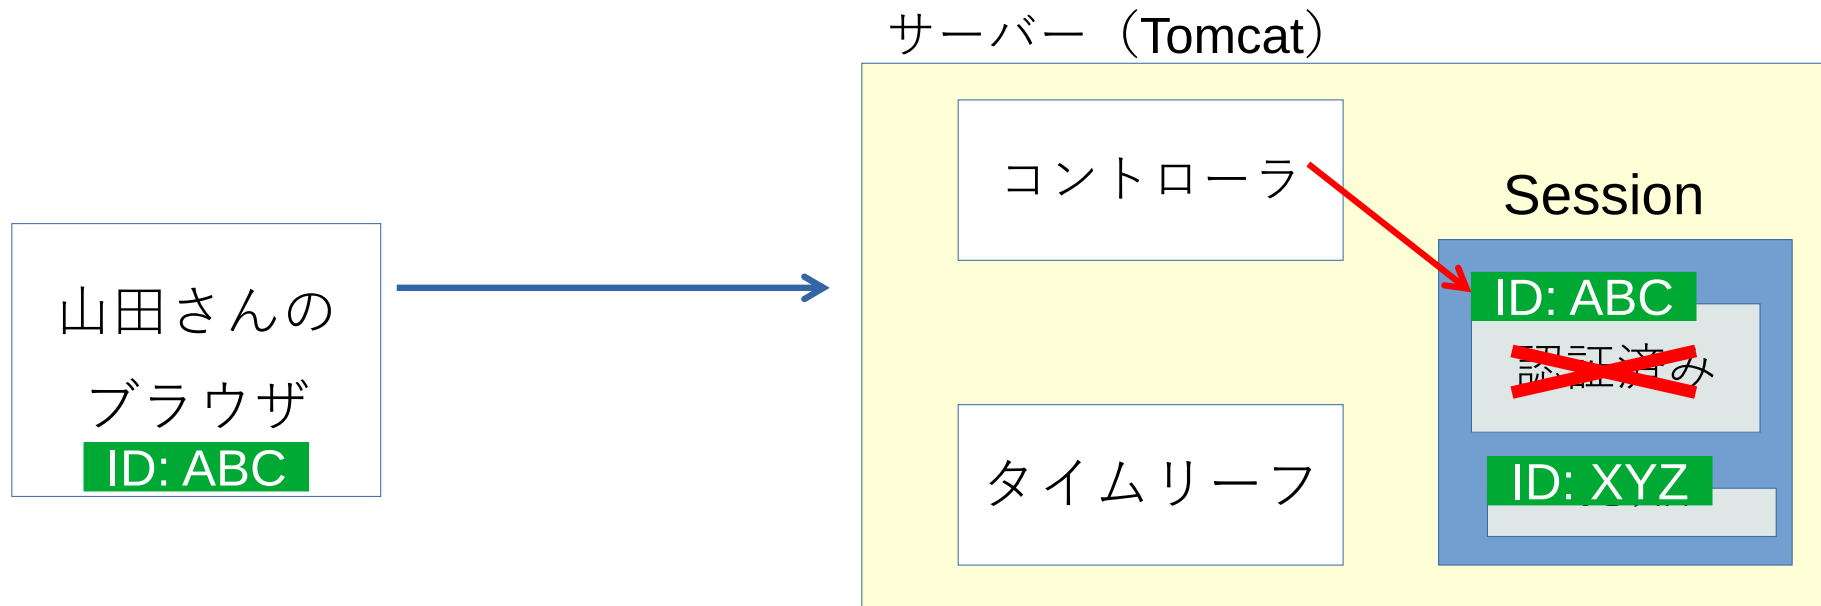 サーバー（Tomcat）
コントローラ
Session
山田さんの
ブラウザ
ID: ABC
ID: ABC
認証済み
タイムリーフ
ID: XYZ